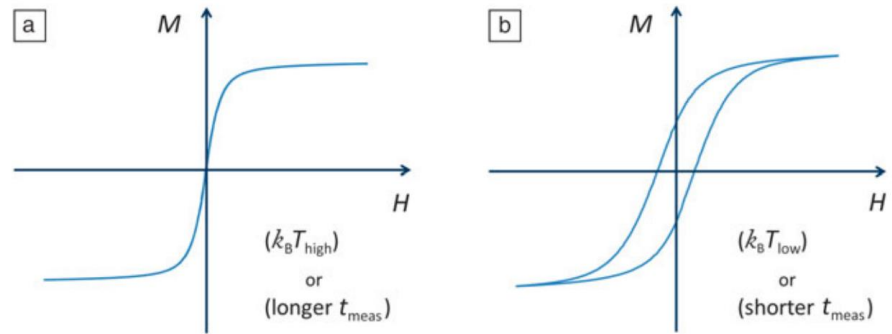 a
M
H
(kBThigh)
or
(longer tmeas)
b
M
H
(kBTlow)
or
(shorter tmeas)